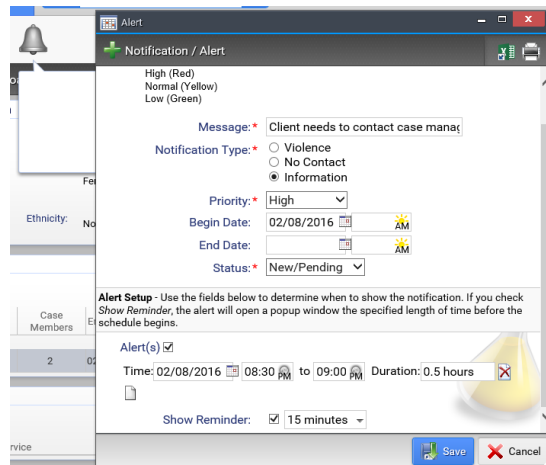 Alert
Notification / Alert
High (Red)
Normal (Yellow)
Low (Green)
Message:* Client needs to contact case manag
Notification Type:* Violence
No Contact
Information
Priority:* High
Begin Date: 02/08/2016 AM
End Date: AM
Status:* New/Pending
Alert Setup - Use the fields below to determine when to show the notification. If you check
Show Reminder, the alert will open a popup window the specified length of time before the
schedule begins.
Alert(s)
Time: 02/08/2016 08:30 PM to 09:00 PM Duration: 0.5 hours
Show Reminder: 15 minutes
Save Cancel
Fe
Ethnicity: No
Case
Members
2 02
rvice